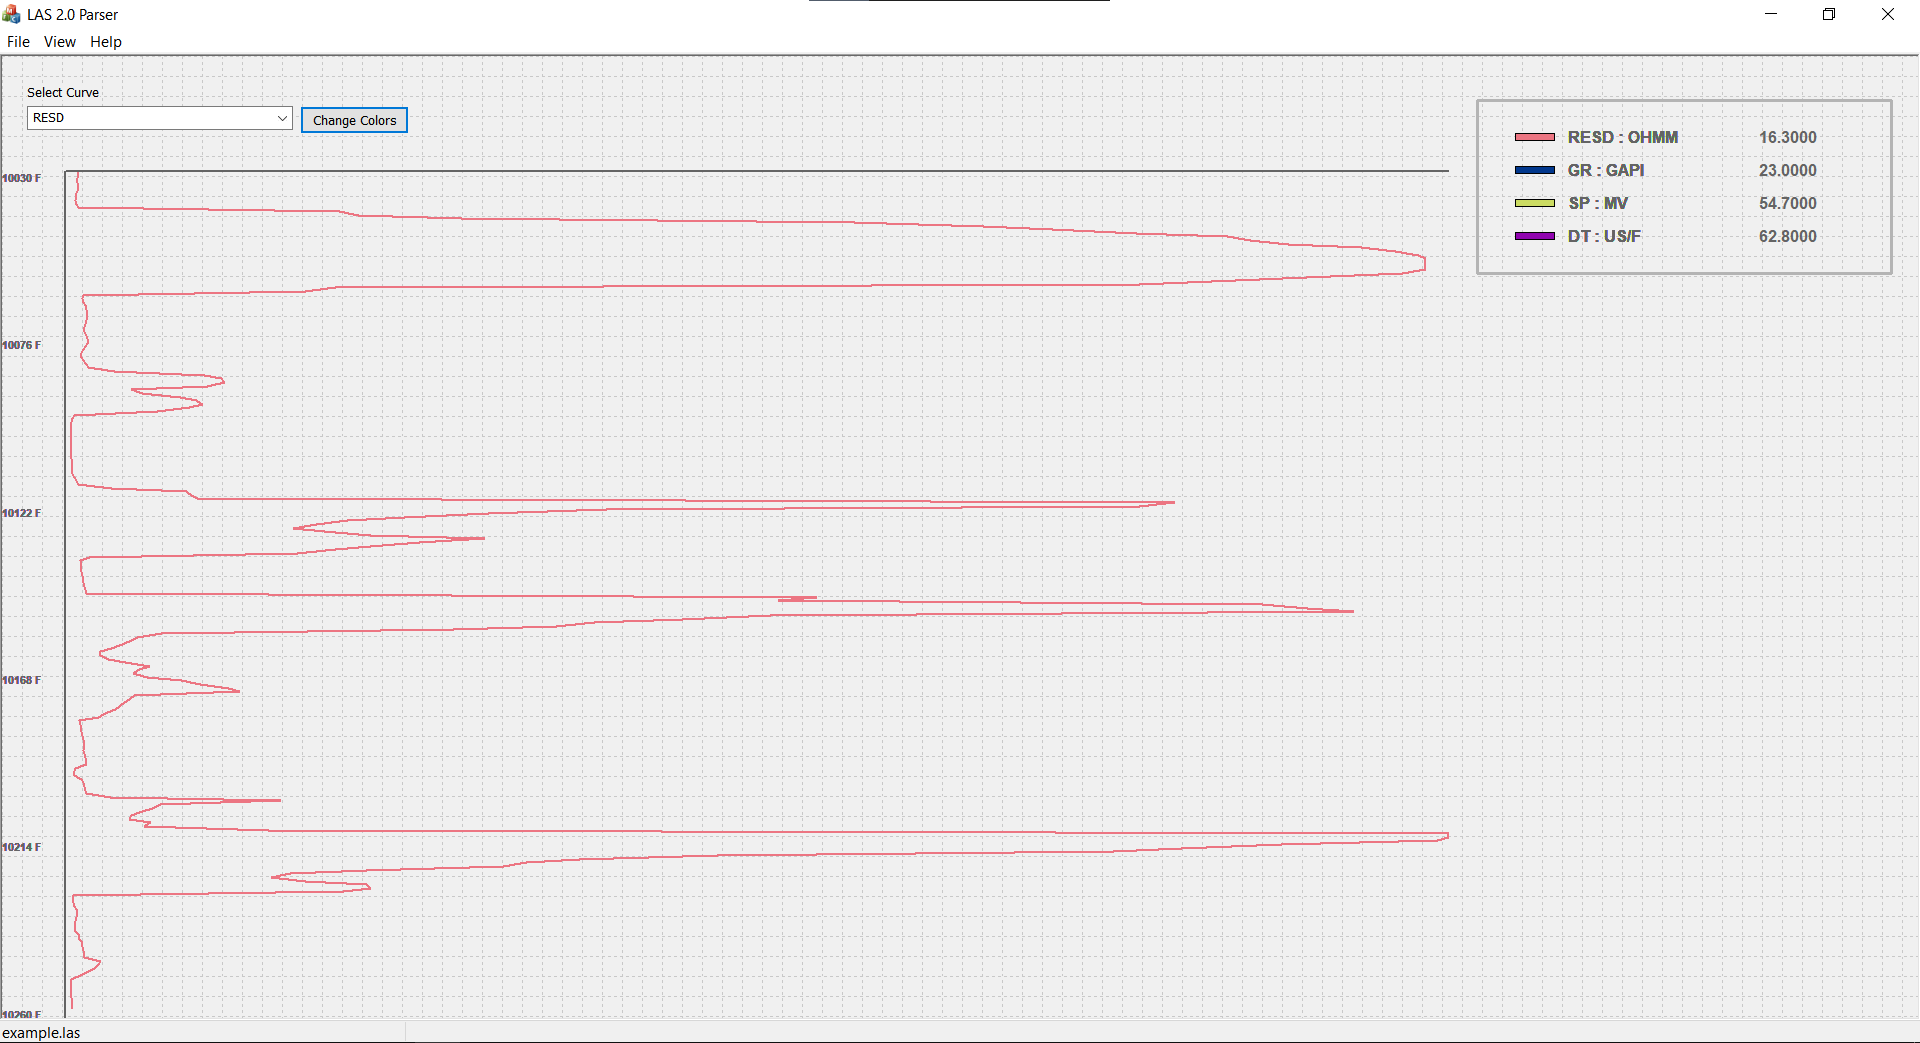 LAS 2.0 Parser
File View Help
Select Curve
RESD
Change Colors
RESD : OHMM 16.3000
GR : GAPI 23.0000
SP : MV 54.7000
DT : US/F 62.8000
10030 F
10076 F
10122 F
10168 F
10214 F
10260 F
example.las